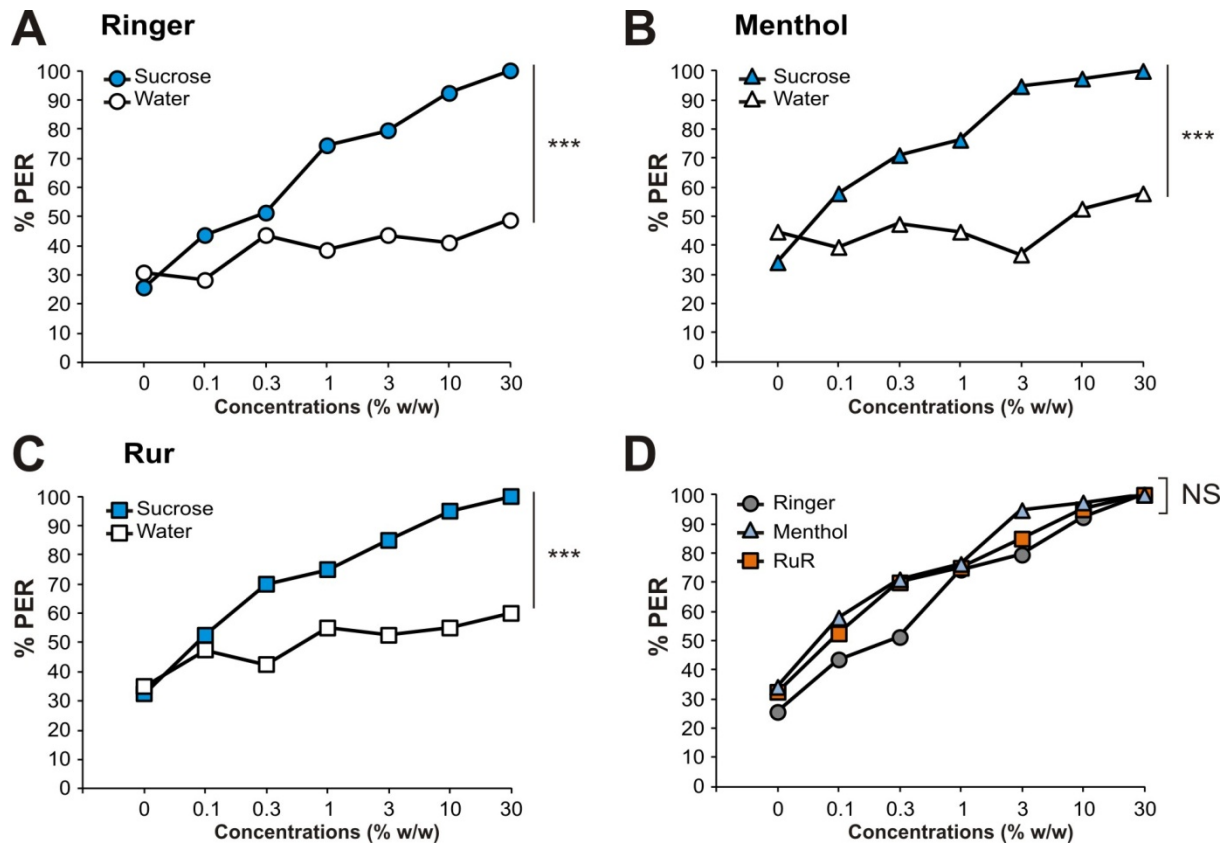 A Ringer
Sucrose
Water
% PER
100
90
80
70
60
50
40
30
20
10
0
***
0 0.1 0.3 1 3 10 30
Concentrations (% w/w)
B Menthol
Sucrose
Water
% PER
100
90
80
70
60
50
40
30
20
10
0
***
0 0.1 0.3 1 3 10 30
Concentrations (% w/w)
C Rur
Sucrose
Water
% PER
100
90
80
70
60
50
40
30
20
10
0
***
0 0.1 0.3 1 3 10 30
Concentrations (% w/w)
D
Ringer
Menthol
RuR
% PER
100
90
80
70
60
50
40
30
20
10
0
NS
0 0.1 0.3 1 3 10 30
Concentrations (% w/w)